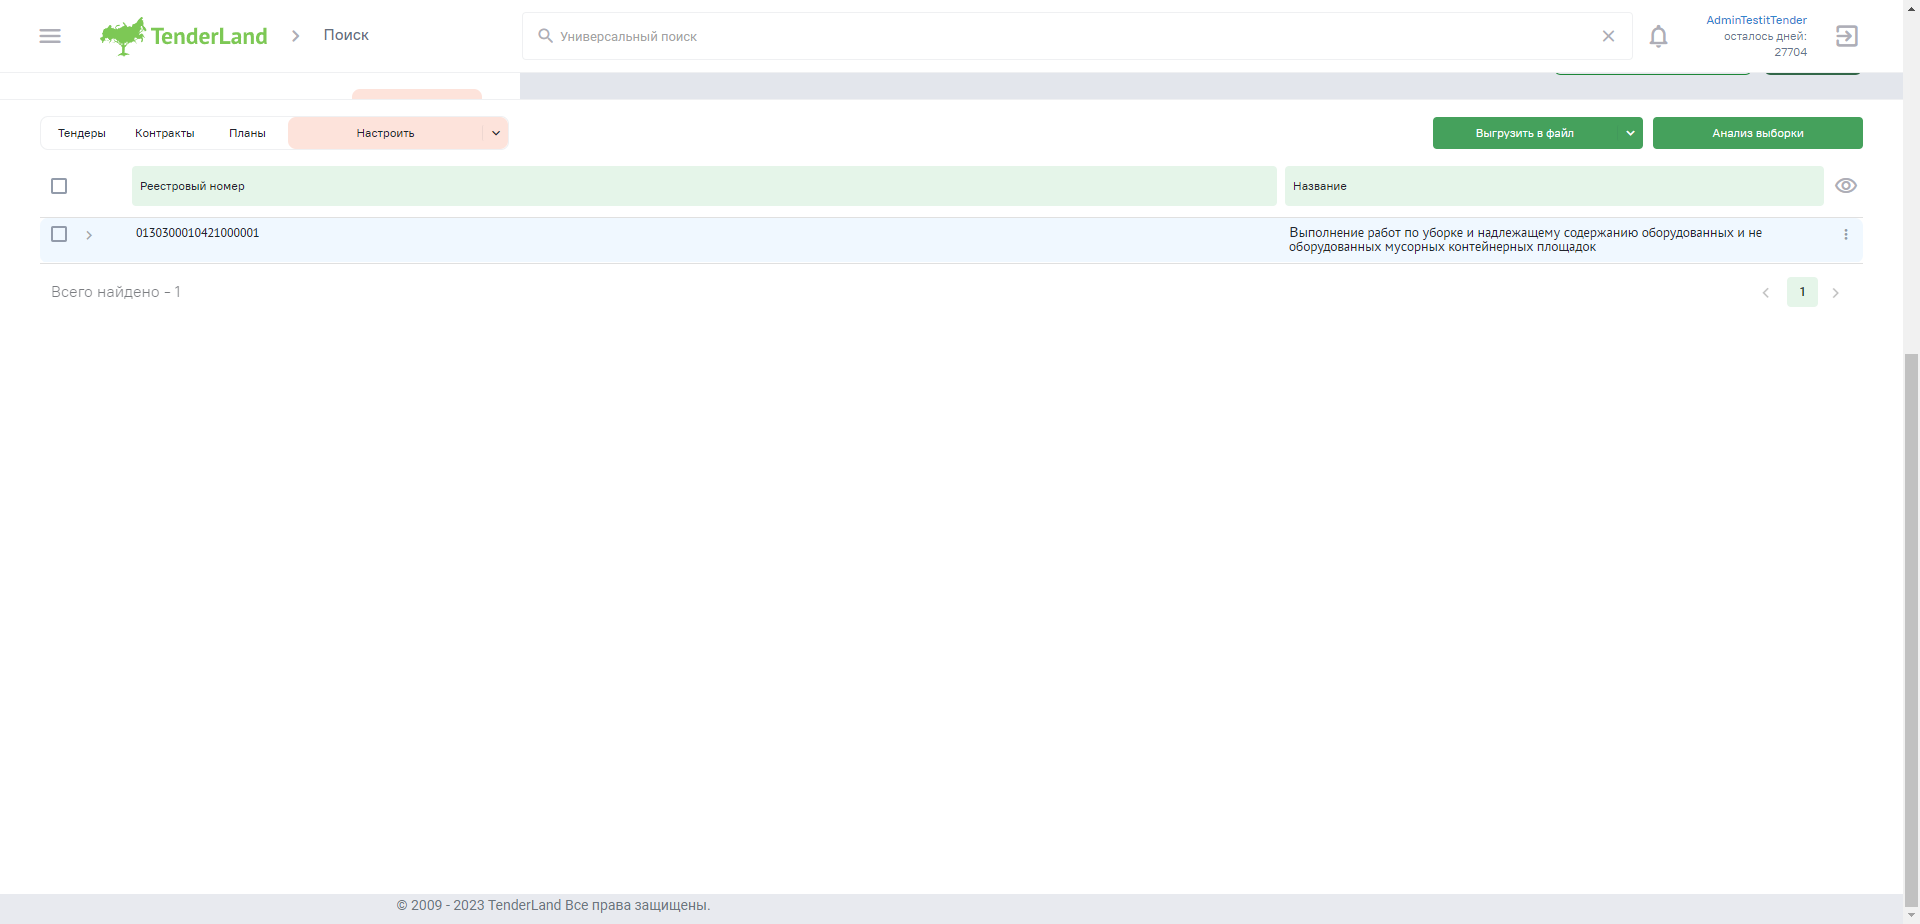 TenderLand
Поиск
Универсальный поиск
AdminTestitTender
осталось дней:
27704
Тендеры
Контракты
Планы
Настроить
Выгрузить в файл
Анализ выборки
Реестровый номер
Название
0130300010421000001
Выполнение работ по уборке и надлежащему содержанию оборудованных и не
оборудованных мусорных контейнерных площадок
Всего найдено - 1
1
© 2009 - 2023 TenderLand Все права защищены.